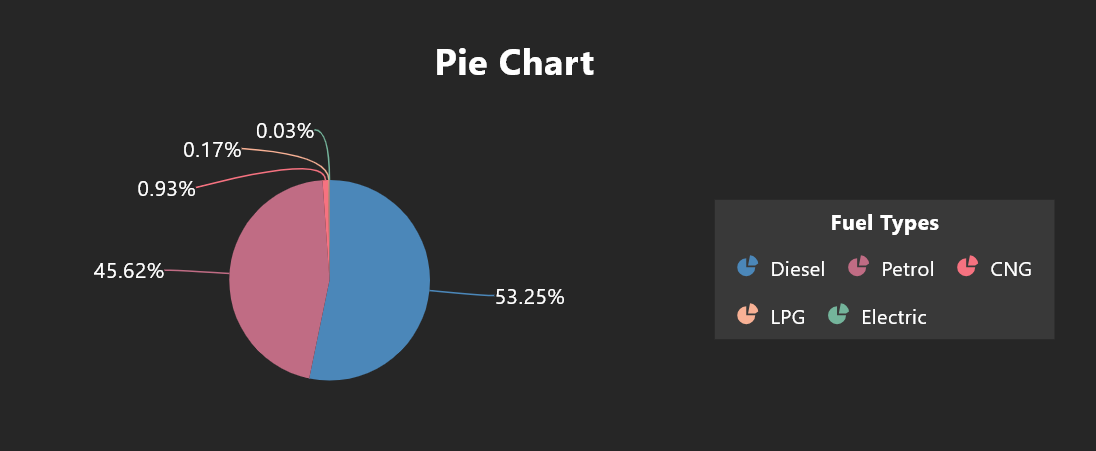 Pie Chart
0.03%
0.17%
0.93%
45.62%
53.25%
Fuel Types
Diesel Petrol CNG
LPG Electric